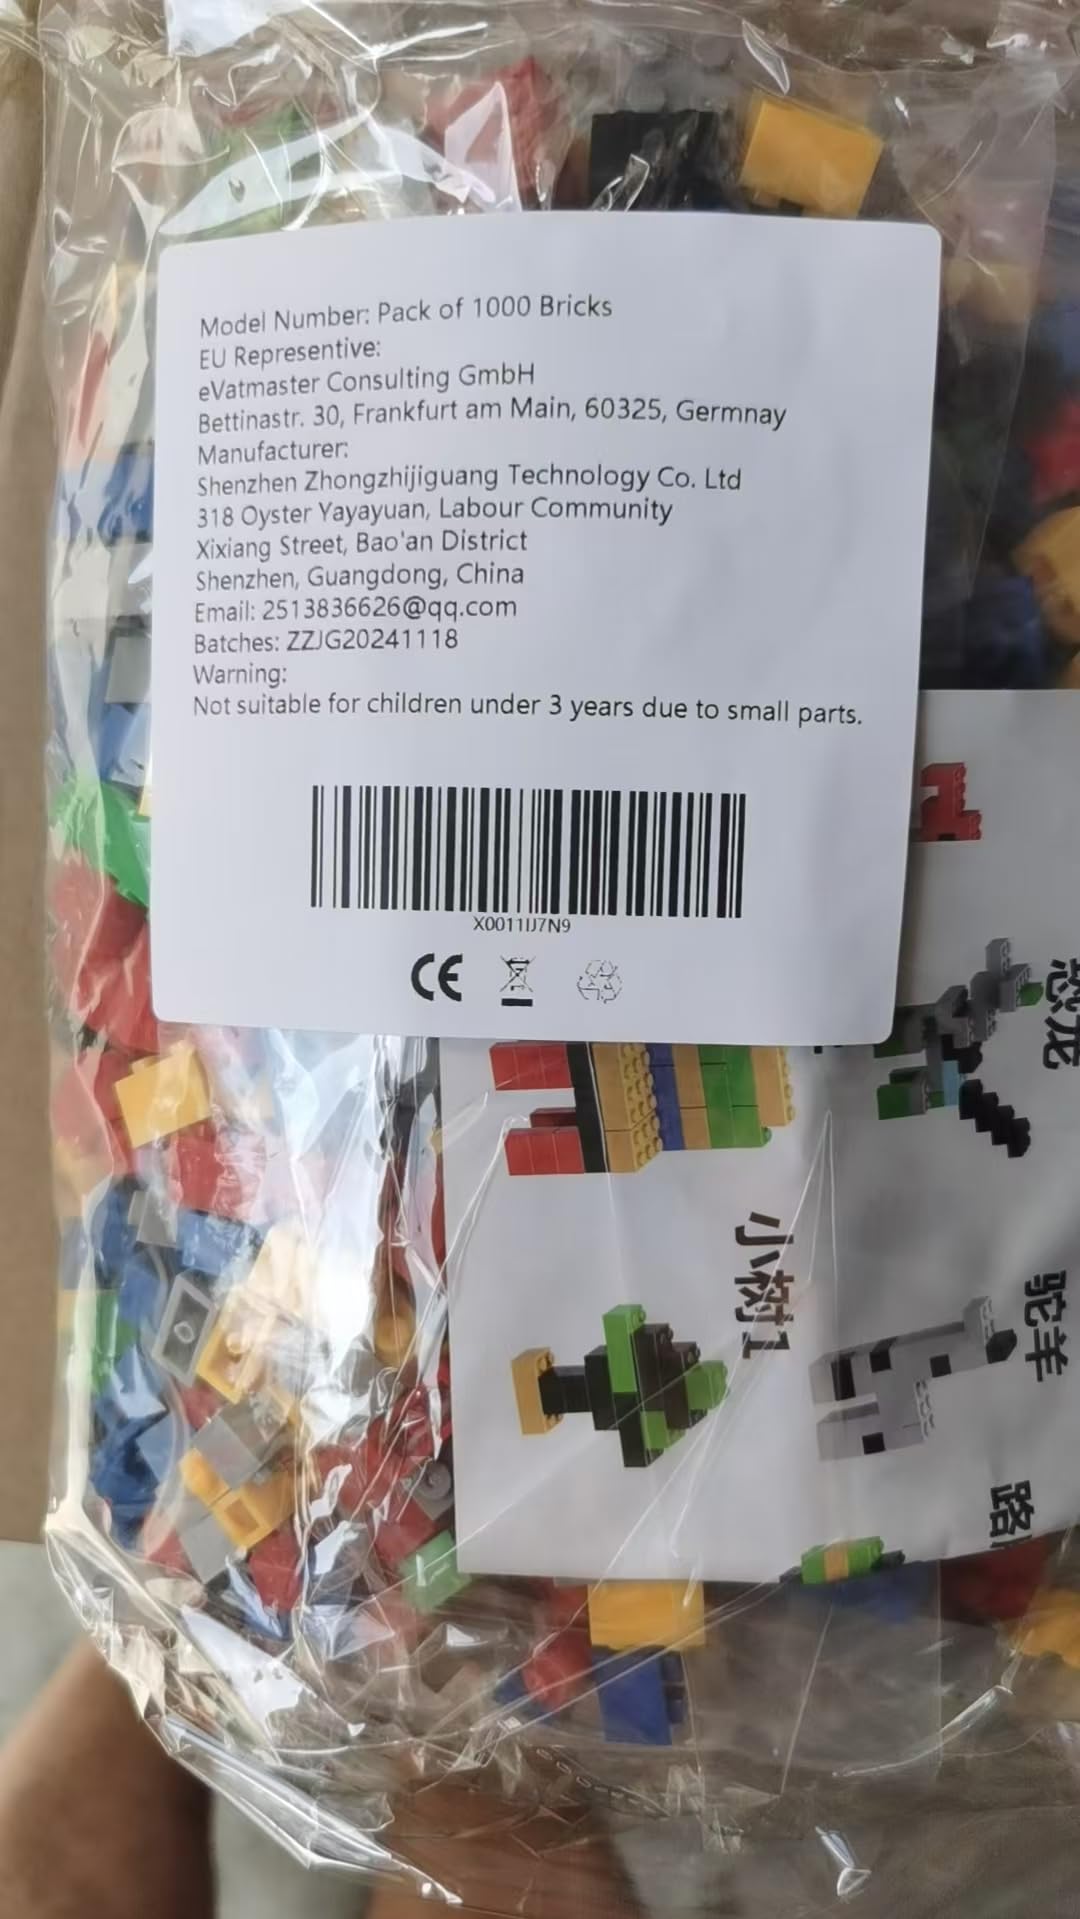 Model Number: Pack of 1000 Bricks
EU Representive:
eVatmaster Consulting GmbH
Bettinastr. 30, Frankfurt am Main, 60325, Germnay
Manufacturer:
Shenzhen Zhongzhijiguang Technology Co. Ltd
318 Oyster Yayayuan, Labour Community
Xixiang Street, Bao'an District
Shenzhen, Guangdong, China
Email: 2513836626@qq.com
Batches: ZZJG20241118
Warning:
Not suitable for children under 3 years due to small parts.
X0011IJ7N9
CE
恐龙
小树1
驼羊
路